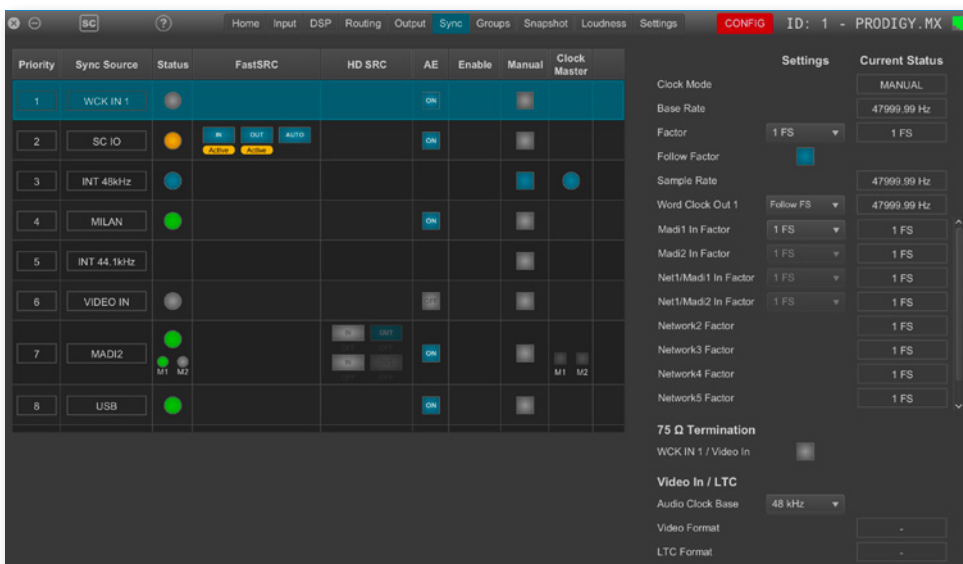 SC ? Home Input DSP Routing Output Sync Groups Snapshot Loudness Settings CONFIG ID: 1 - PRODIGY.MX
Priority Sync Source Status FastSRC HD SRC AE Enable Manual Clock Master
1 WCK IN 1 ON
2 SC IO IN OUT AUTO ON
Active Active
3 INT 48kHz
4 MILAN ON
5 INT 44.1kHz
6 VIDEO IN OFF
7 MADI2 IN OUT ON
OFF OFF
IN
OFF OFF
M1 M2 M1 M2
8 USB ON
Settings Current Status
Clock Mode MANUAL
Base Rate 47999.99 Hz
Factor 1 FS 1 FS
Follow Factor
Sample Rate 47999.99 Hz
Word Clock Out 1 Follow FS 47999.99 Hz
Madi1 In Factor 1 FS 1 FS
Madi2 In Factor 1 FS 1 FS
Net1/Madi1 In Factor 1 FS 1 FS
Net1/Madi2 In Factor 1 FS 1 FS
Network2 Factor 1 FS
Network3 Factor 1 FS
Network4 Factor 1 FS
Network5 Factor 1 FS
75 Ω Termination
WCK IN 1 / Video In
Video In / LTC
Audio Clock Base 48 kHz
Video Format -
LTC Format -